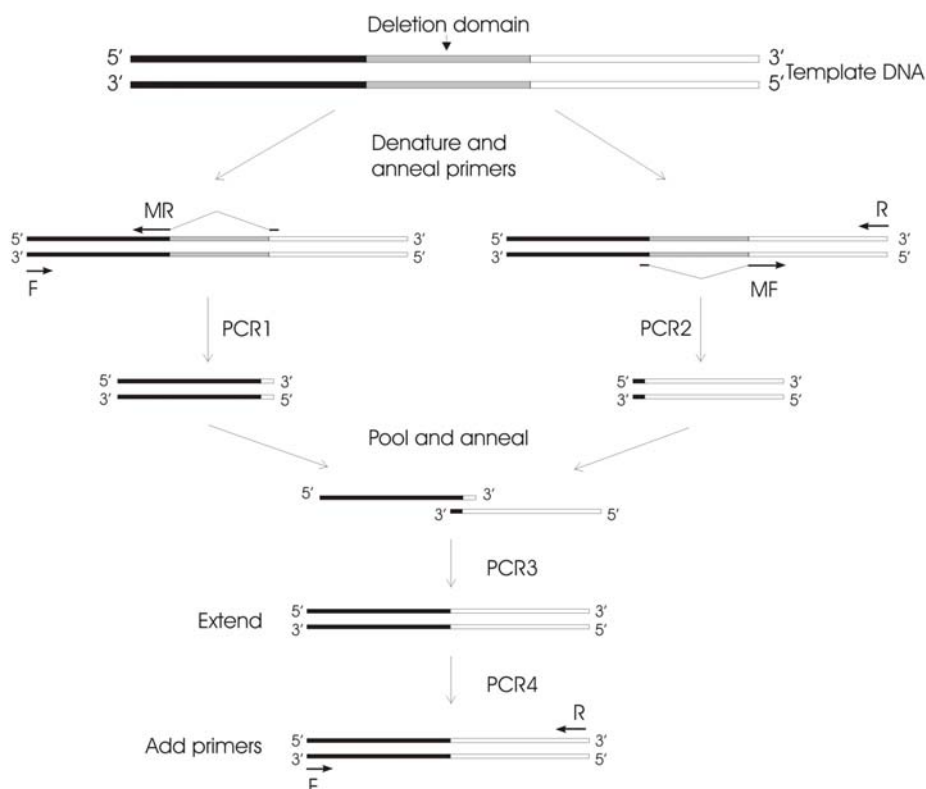 Deletion domain
5′ 3′
3′ 5′ Template DNA
Denature and
anneal primers
MR R
5′ 3′ 5′ 3′
3′ 5′ 3′ 5′
F MF
PCR1 PCR2
5′ 3′ 5′ 3′
3′ 5′ 3′ 5′
Pool and anneal
5′ 3′
3′ 5′
PCR3
5′ 3′
Extend
3′ 5′
PCR4
R
5′ 3′
Add primers
3′ 5′
F